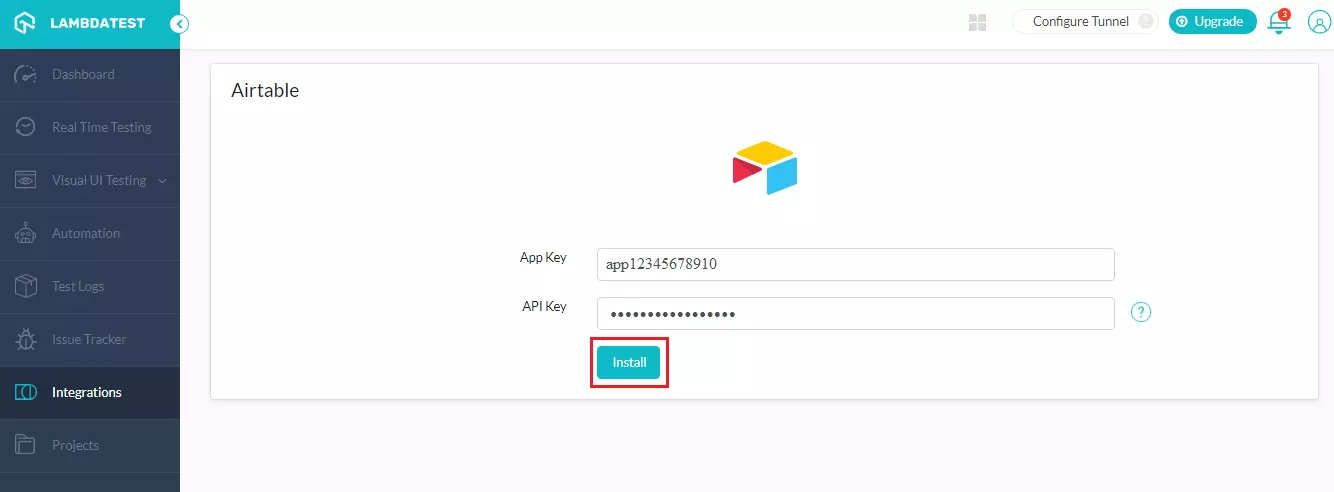 LAMBDATEST
Configure Tunnel ?
Upgrade
3
Dashboard
Real Time Testing
Visual UI Testing
Automation
Test Logs
Issue Tracker
Integrations
Projects
Airtable
App Key
app12345678910
API Key
•••••••••••••••••
?
Install